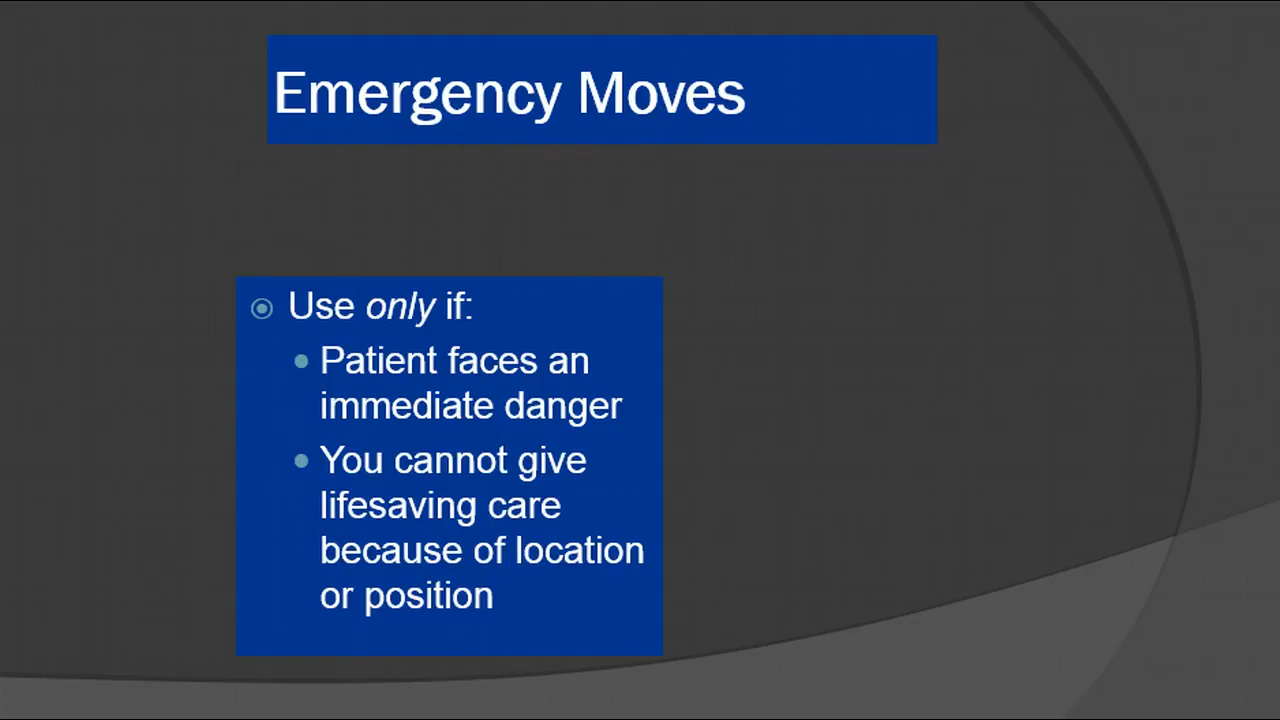 Emergency Moves
Use only if:
Patient faces an
immediate danger
You cannot give
lifesaving care
because of location
or position